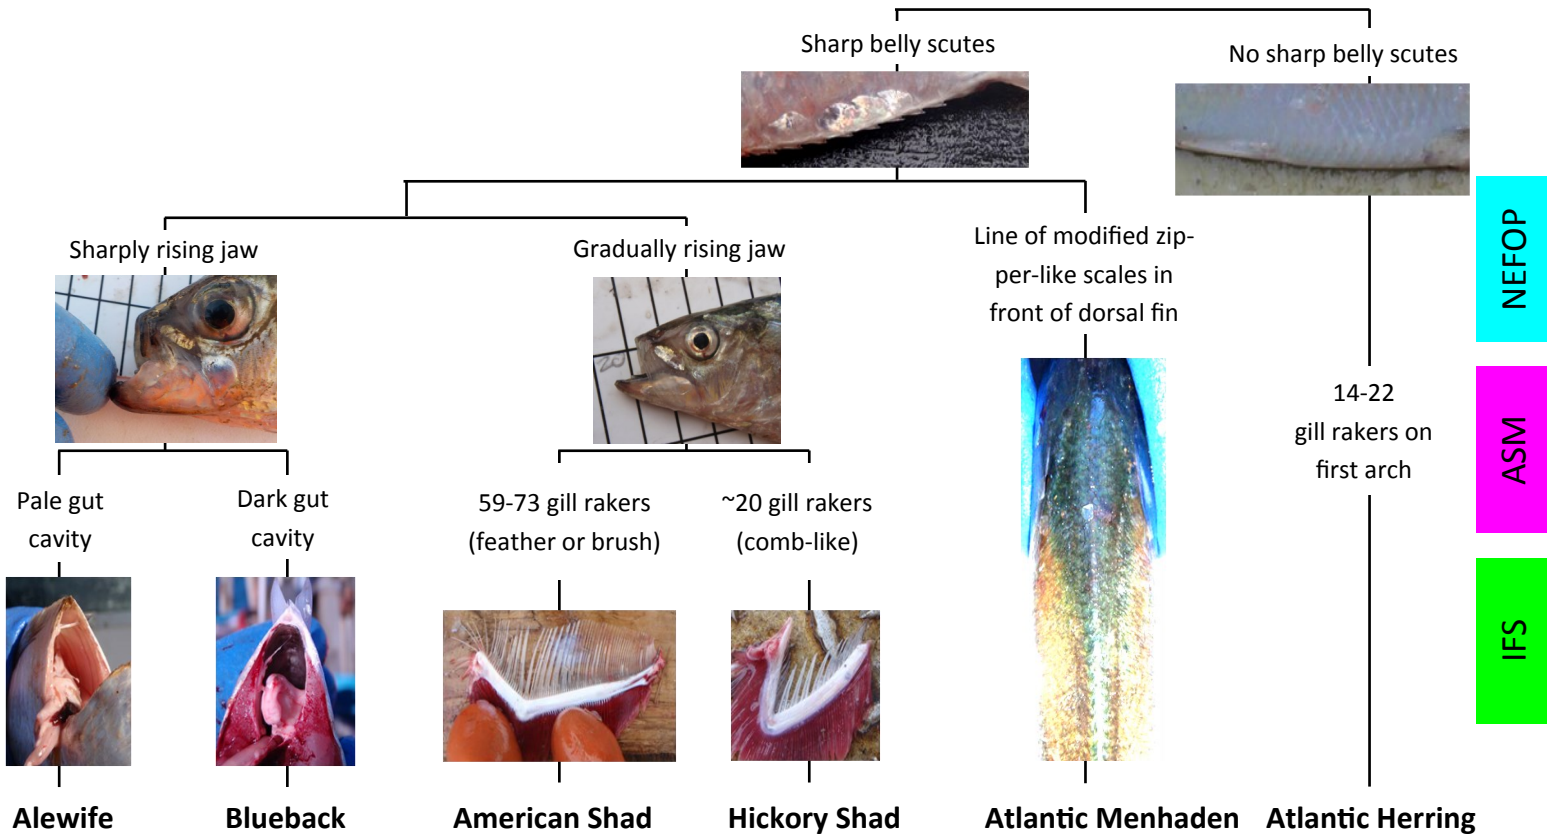 Sharp belly scutes
No sharp belly scutes
Sharply rising jaw
Gradually rising jaw
Line of modified zip-
per-like scales in
front of dorsal fin
NEFOP
14-22
gill rakers on
first arch
ASM
Pale gut
cavity
Dark gut
cavity
59-73 gill rakers
(feather or brush)
~20 gill rakers
(comb-like)
IFS
Alewife
Blueback
American Shad
Hickory Shad
Atlantic Menhaden
Atlantic Herring